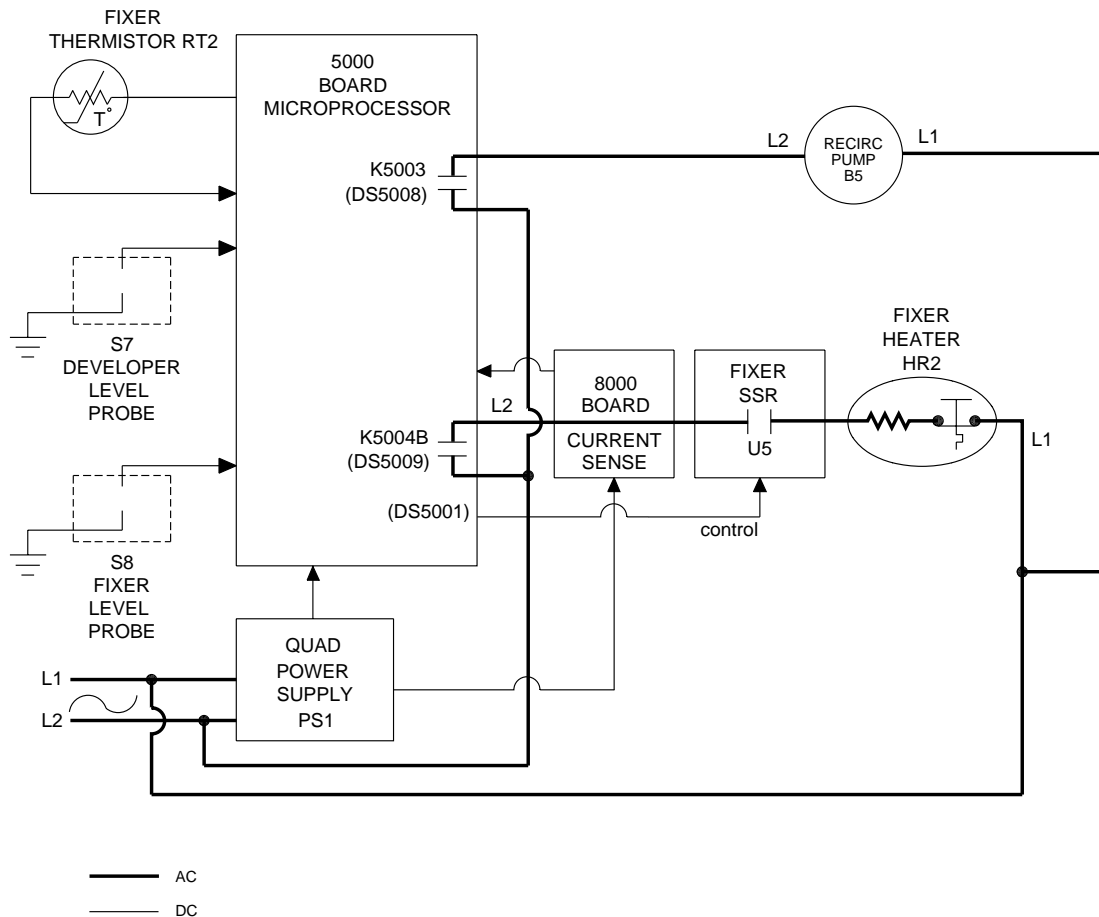 FIXER
THERMISTOR RT2
T°
5000
BOARD
MICROPROCESSOR
K5003
(DS5008)
L2
RECIRC
PUMP
B5
L1
S7
DEVELOPER
LEVEL
PROBE
FIXER
HEATER
HR2
L2
8000
BOARD
CURRENT
SENSE
FIXER
SSR
U5
L1
K5004B
(DS5009)
(DS5001)
control
S8
FIXER
LEVEL
PROBE
QUAD
POWER
SUPPLY
PS1
L1
L2
AC
DC